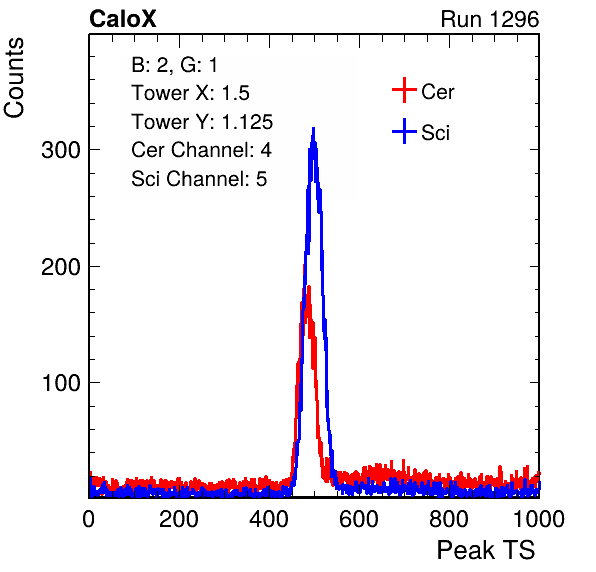 CaloX Run 1296
Counts
B: 2, G: 1
Tower X: 1.5
Tower Y: 1.125
Cer Channel: 4
Sci Channel: 5
Cer
Sci
300
200
100
0 200 400 600 800 1000
Peak TS